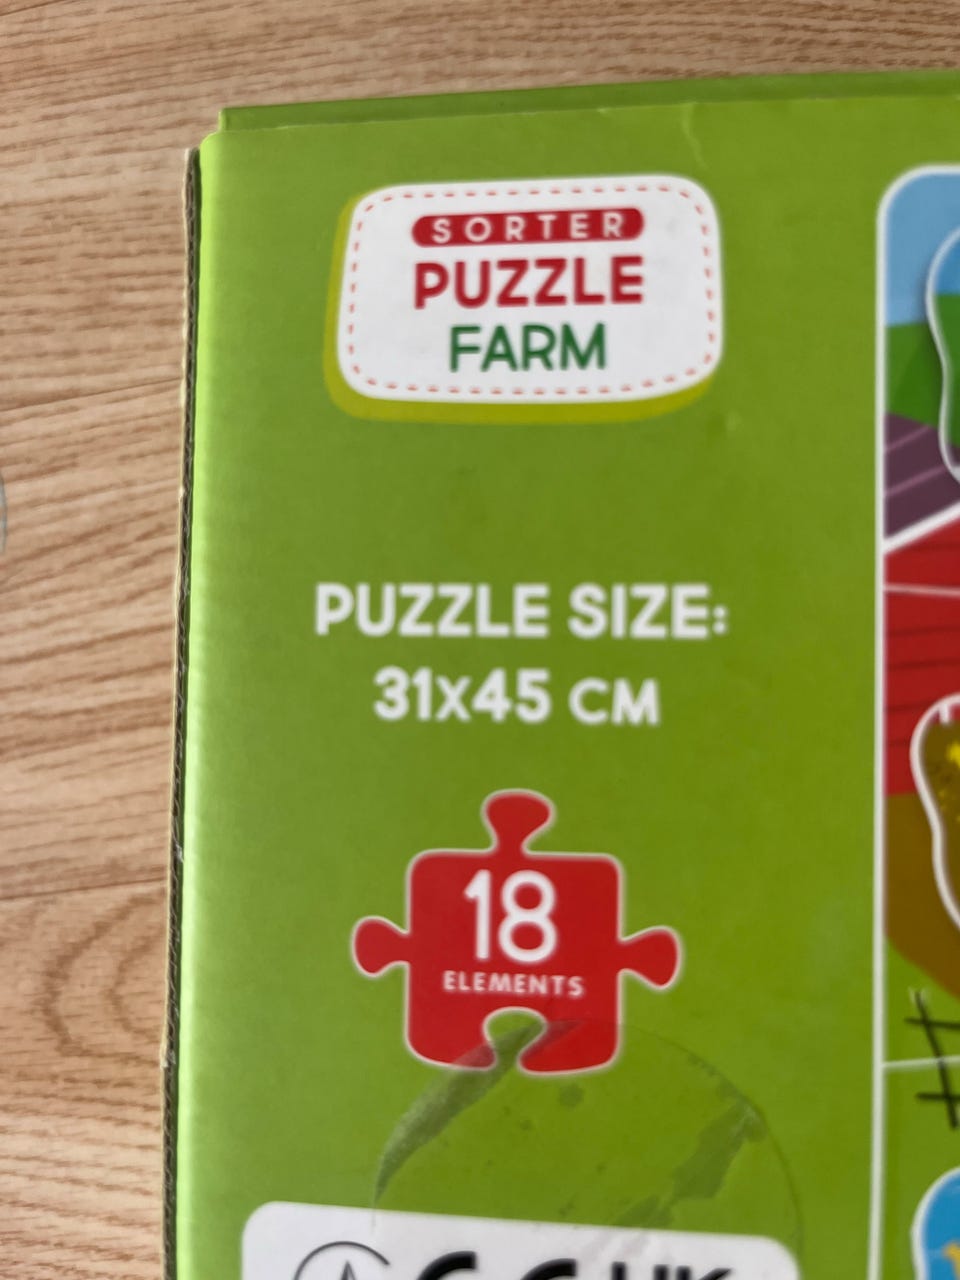 SORTER
PUZZLE
FARM
PUZZLE SIZE:
31X45 CM
18
ELEMENTS